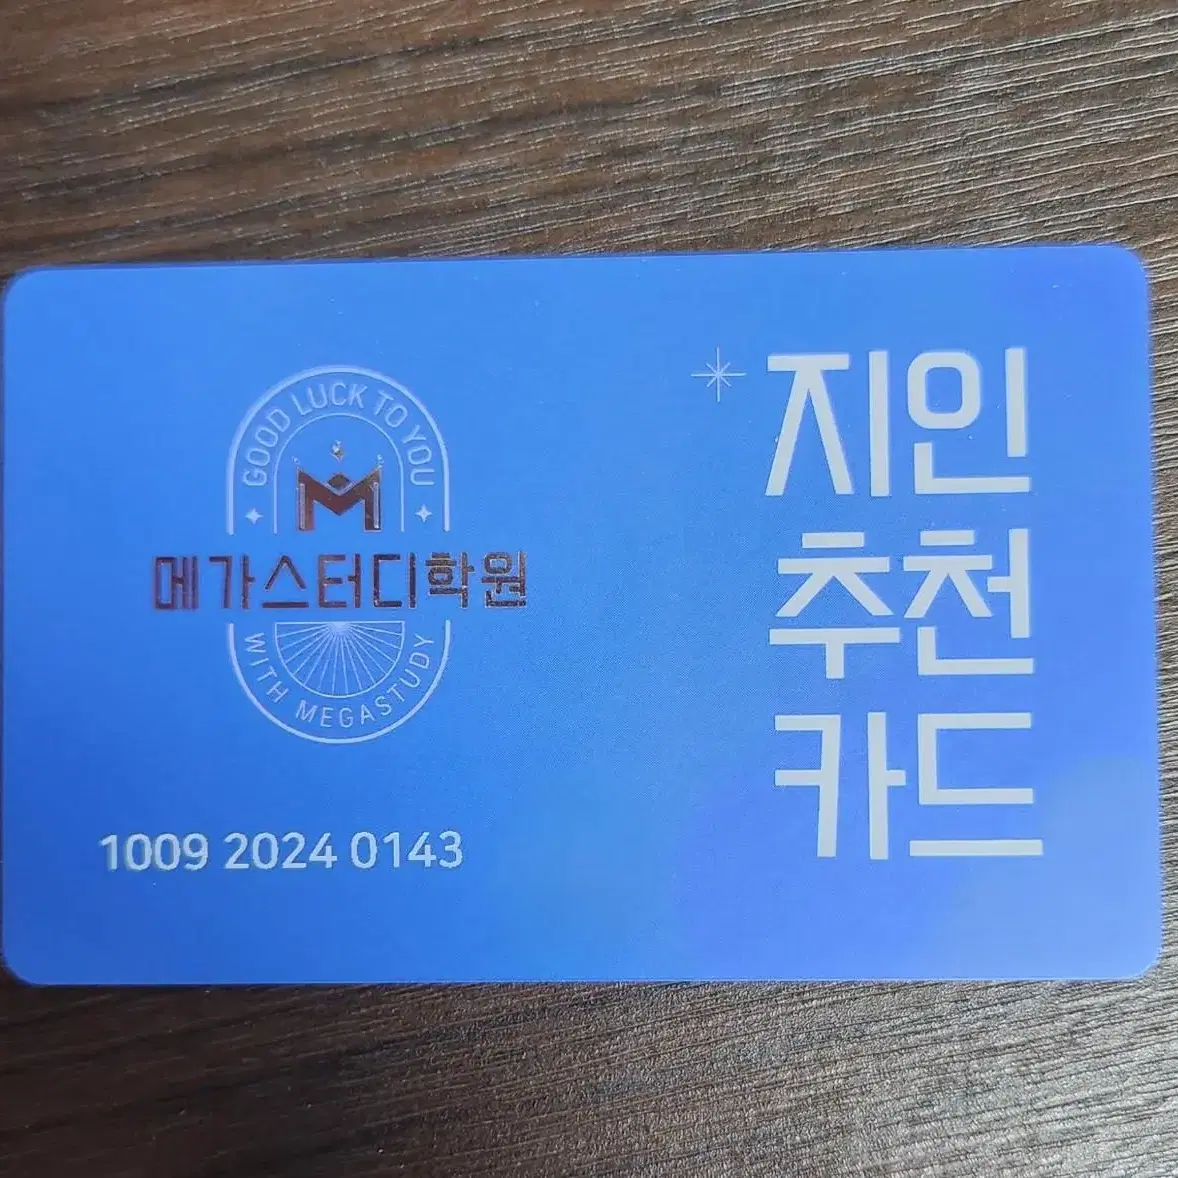 GOOD LUCK TO YOU
M
메가스터디학원
WITH MEGASTUDY
1009 2024 0143
지인
추천
카드